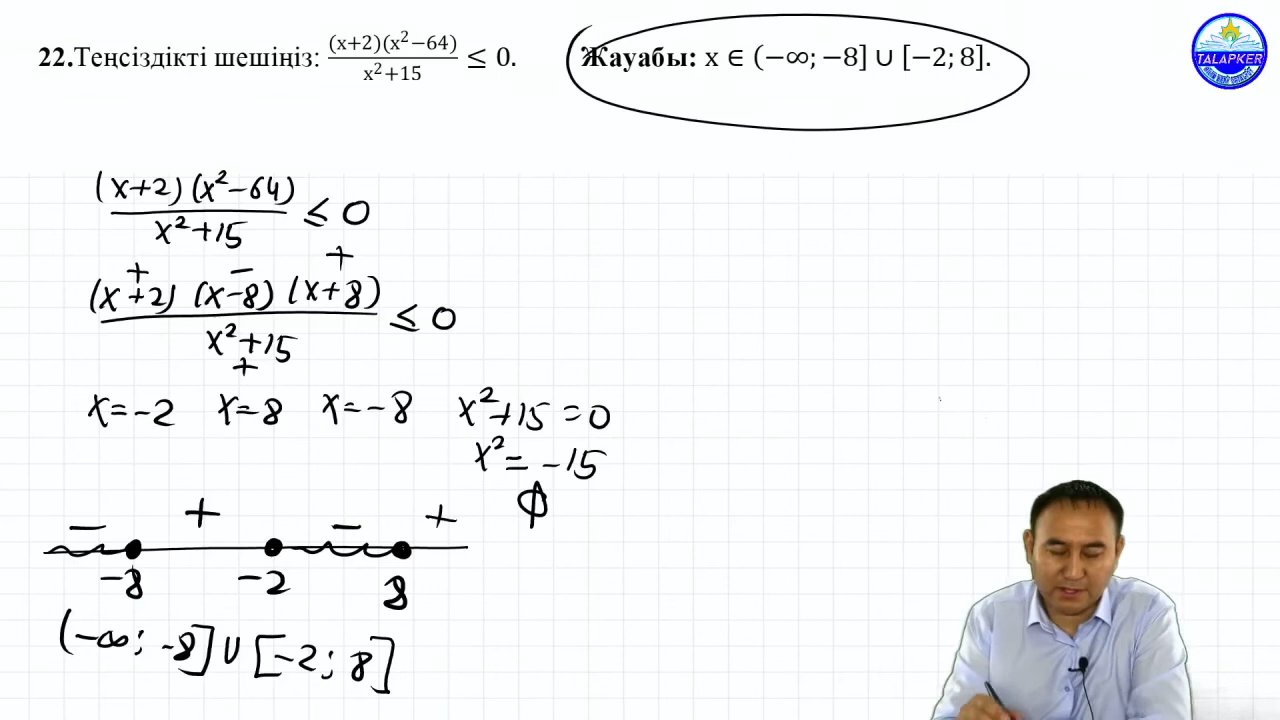 22.Теңсіздікті шешіңіз: (x+2)(x²−64)/x²+15 ≤ 0. Жауабы: x ∈ (−∞; −8] ∪ [−2; 8].
TALAPKER
(x+2)(x²−64)
x²+15
≤ 0
+ − +
(x+2) (x−8) (x+8)
x²+15
≤ 0
+
x=−2 x=8 x=−8 x²+15=0
x²=−15
∅
− + − +
−8 −2 8
(−∞; −8] ∪ [−2; 8]